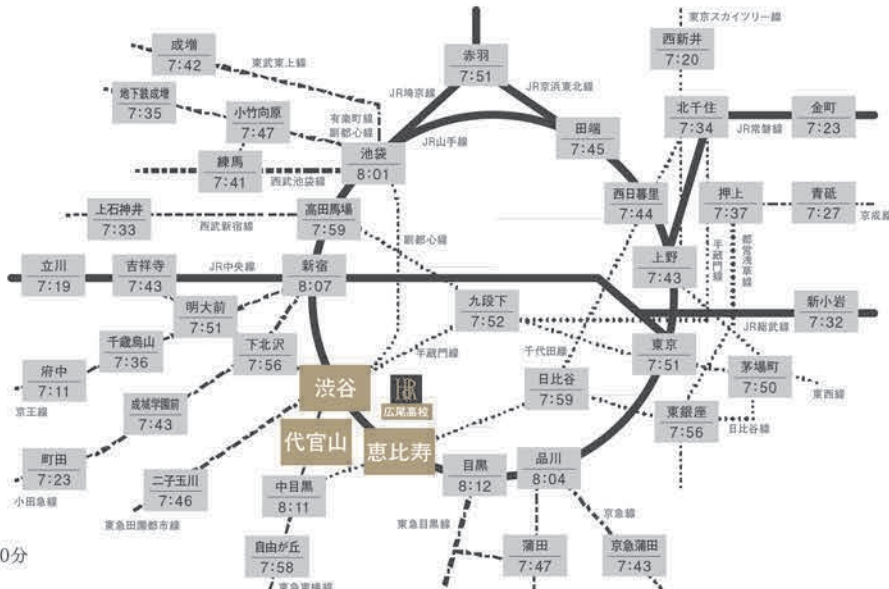 東京スカイツリー線
成増
7:42
東武東上線
赤羽
7:51
西新井
7:20
地下鉄成増
7:35
JR埼京線
JR京浜東北線
小竹向原
7:47
有楽町線
副都心線
北千住
7:34
金町
7:23
JR常磐線
JR山手線
田端
7:45
練馬
7:41
西武池袋線
池袋
8:01
上石神井
7:33
西武新宿線
高田馬場
7:59
西日暮里
7:44
押上
7:37
青砥
7:27
京成線
副都心線
半蔵門線
都営浅草線
立川
7:19
吉祥寺
7:43
JR中央線
新宿
8:07
上野
7:43
明大前
7:51
九段下
7:52
新小岩
7:32
JR総武線
千歳烏山
7:36
下北沢
7:56
半蔵門線
千代田線
東京
7:51
府中
7:11
京王線
渋谷
HR
広尾高校
日比谷
7:59
茅場町
7:50
東西線
成城学園前
7:43
東銀座
7:56
日比谷線
代官山
恵比寿
町田
7:23
小田急線
二子玉川
7:46
東急田園都市線
中目黒
8:11
目黒
8:12
品川
8:04
東急目黒線
京急線
自由が丘
7:58
蒲田
7:47
京急蒲田
7:43
0分
東急東横線